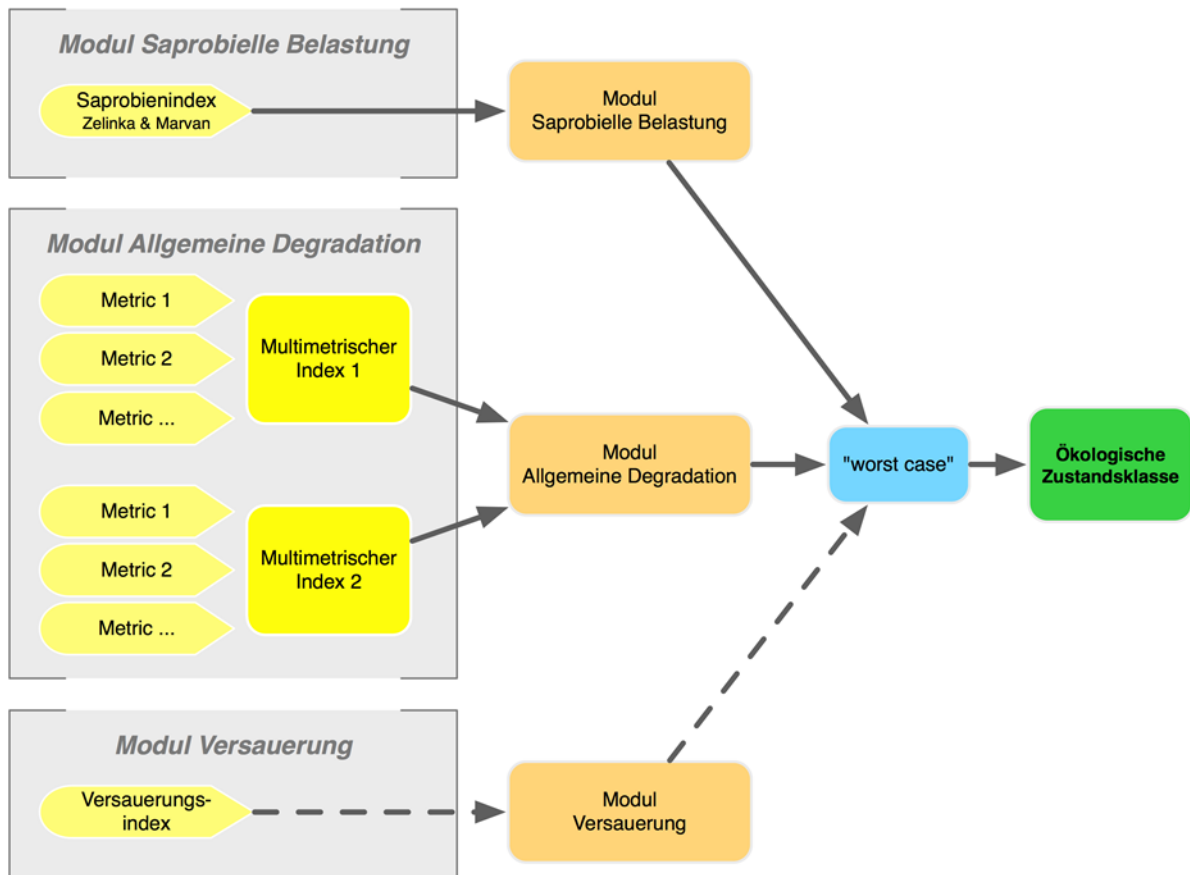 Modul Saprobielle Belastung
Saprobienindex
Zelinka & Marvan
Modul
Saprobielle Belastung
Modul Allgemeine Degradation
Metric 1
Metric 2
Metric ...
Multimetrischer
Index 1
Metric 1
Metric 2
Metric ...
Multimetrischer
Index 2
Modul
Allgemeine Degradation
"worst case"
Ökologische
Zustandsklasse
Modul Versauerung
Versauerungs-
index
Modul
Versauerung